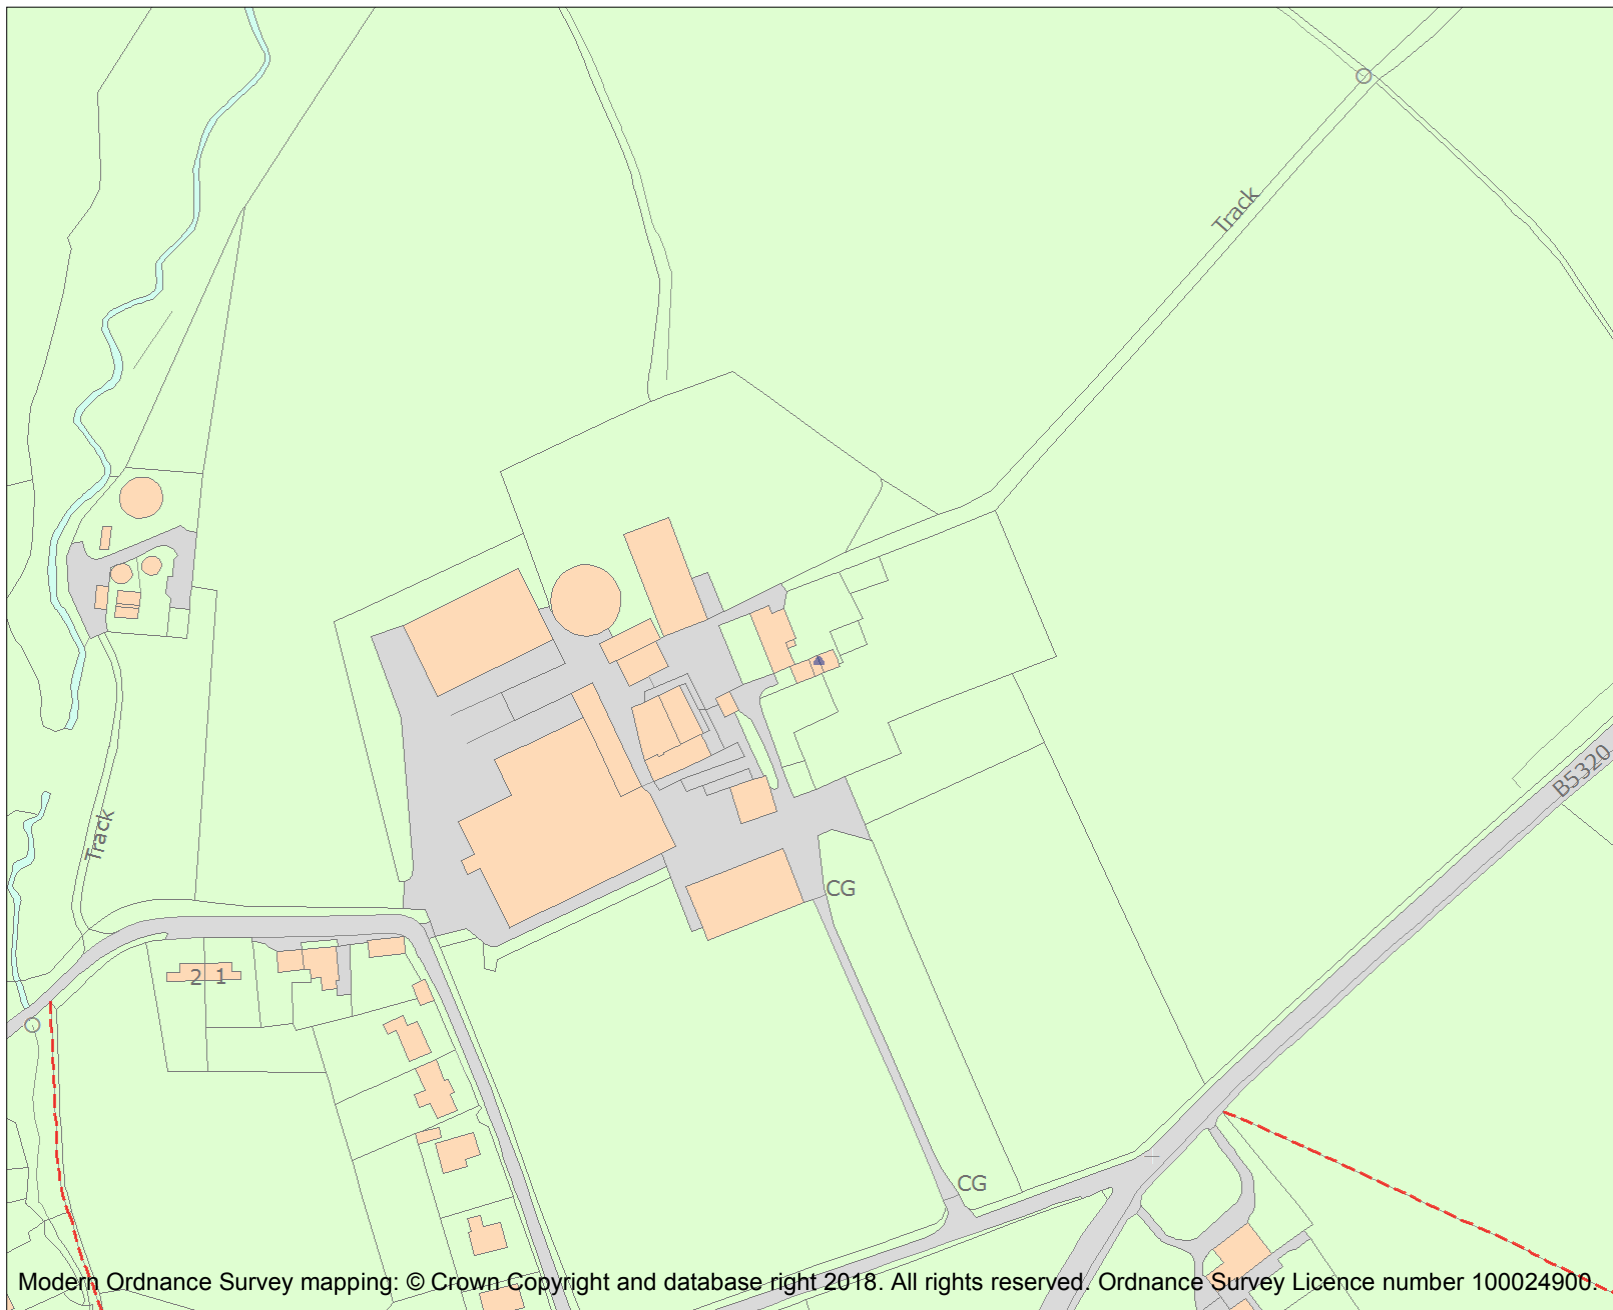 Track
B5320
Track
CG
2 1
CG
Modern Ordnance Survey mapping: © Crown Copyright and database right 2018. All rights reserved. Ordnance Survey Licence number 100024900.